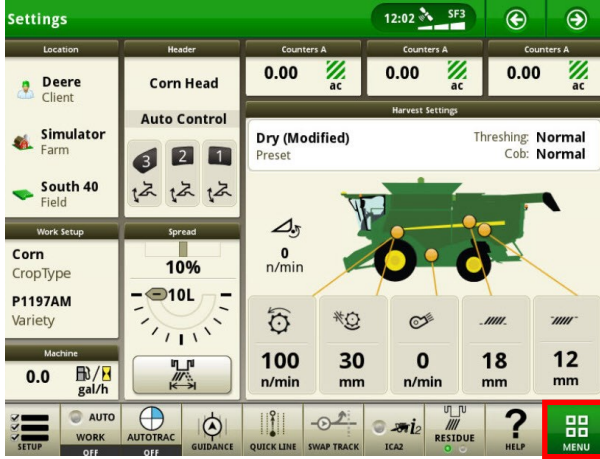 Settings
12:02
SF3
Location
Deere
Client
Simulator
Farm
South 40
Field
Work Setup
Corn
CropType
P1197AM
Variety
Machine
0.0
gal/h
Header
Corn Head
Auto Control
3 2 1
Spread
10%
10L
Counters A
0.00
ac
Counters A
0.00
ac
Counters A
0.00
ac
Harvest Settings
Dry (Modified)
Preset
Threshing: Normal
Cob: Normal
0
n/min
100
n/min
30
mm
0
n/min
18
mm
12
mm
SETUP
AUTO
WORK
OFF
AUTOTRAC
OFF
GUIDANCE
QUICK LINE
SWAP TRACK
i2
ICA2
RESIDUE
?
HELP
MENU